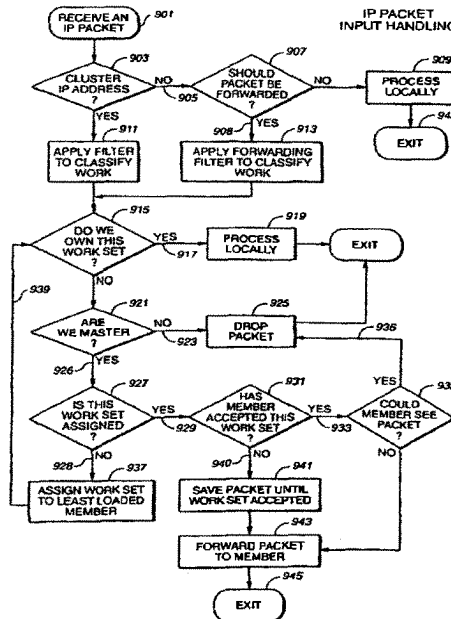 RECEIVE AN
IP PACKET
901
IP PACKET
INPUT HANDLING
903
CLUSTER
IP ADDRESS
?
NO
905
907
SHOULD
PACKET BE
FORWARDED
?
NO
909
PROCESS
LOCALLY
EXIT
YES
911
APPLY FILTER
TO CLASSIFY
WORK
908
YES
913
APPLY FORWARDING
FILTER TO CLASSIFY
WORK
915
DO WE
OWN THIS
WORK SET
?
YES
917
919
PROCESS
LOCALLY
EXIT
939
NO
921
ARE
WE MASTER
?
NO
923
925
DROP
PACKET
936
926
YES
927
IS THIS
WORK SET
ASSIGNED
?
YES
929
931
HAS
MEMBER
ACCEPTED THIS
WORK SET
?
YES
933
YES
COULD
MEMBER SEE
PACKET
?
928
NO
937
ASSIGN WORK SET
TO LEAST LOADED
MEMBER
940
NO
941
SAVE PACKET UNTIL
WORK SET ACCEPTED
NO
943
FORWARD PACKET
TO MEMBER
EXIT
945